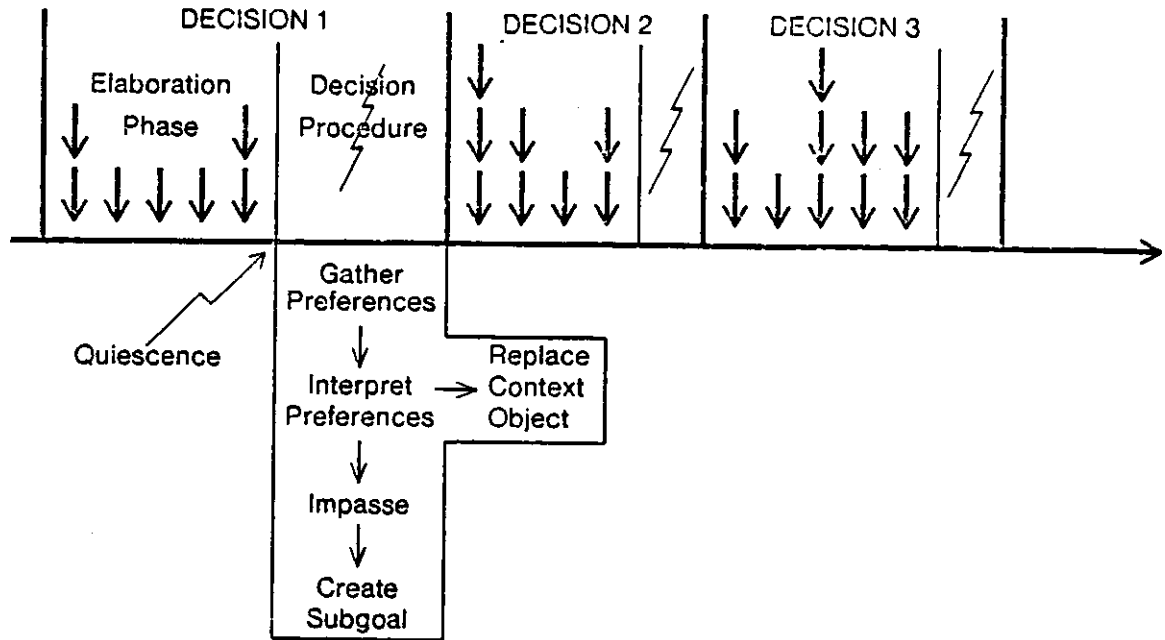 DECISION 1
DECISION 2
DECISION 3
Elaboration
Phase
Decision
Procedure
Quiescence
Gather
Preferences
Interpret
Preferences
Replace
Context
Object
Impasse
Create
Subgoal